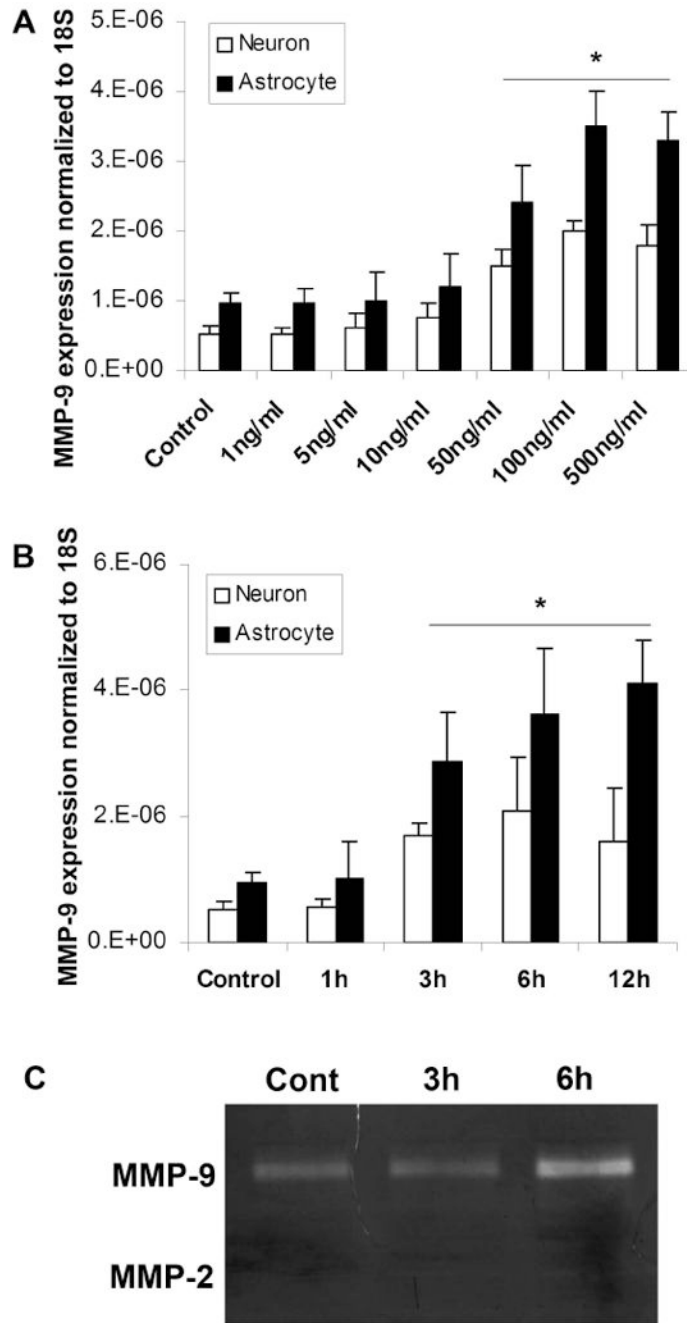 A
MMP-9 expression normalized to 18S
5.E-06
4.E-06
3.E-06
2.E-06
1.E-06
0.E+00
Neuron
Astrocyte
*
Control
1ng/ml
5ng/ml
10ng/ml
50ng/ml
100ng/ml
500ng/ml
B
MMP-9 expression normalized to 18S
6.E-06
4.E-06
2.E-06
0.E+00
Neuron
Astrocyte
*
Control 1h 3h 6h 12h
C
Cont 3h 6h
MMP-9
MMP-2